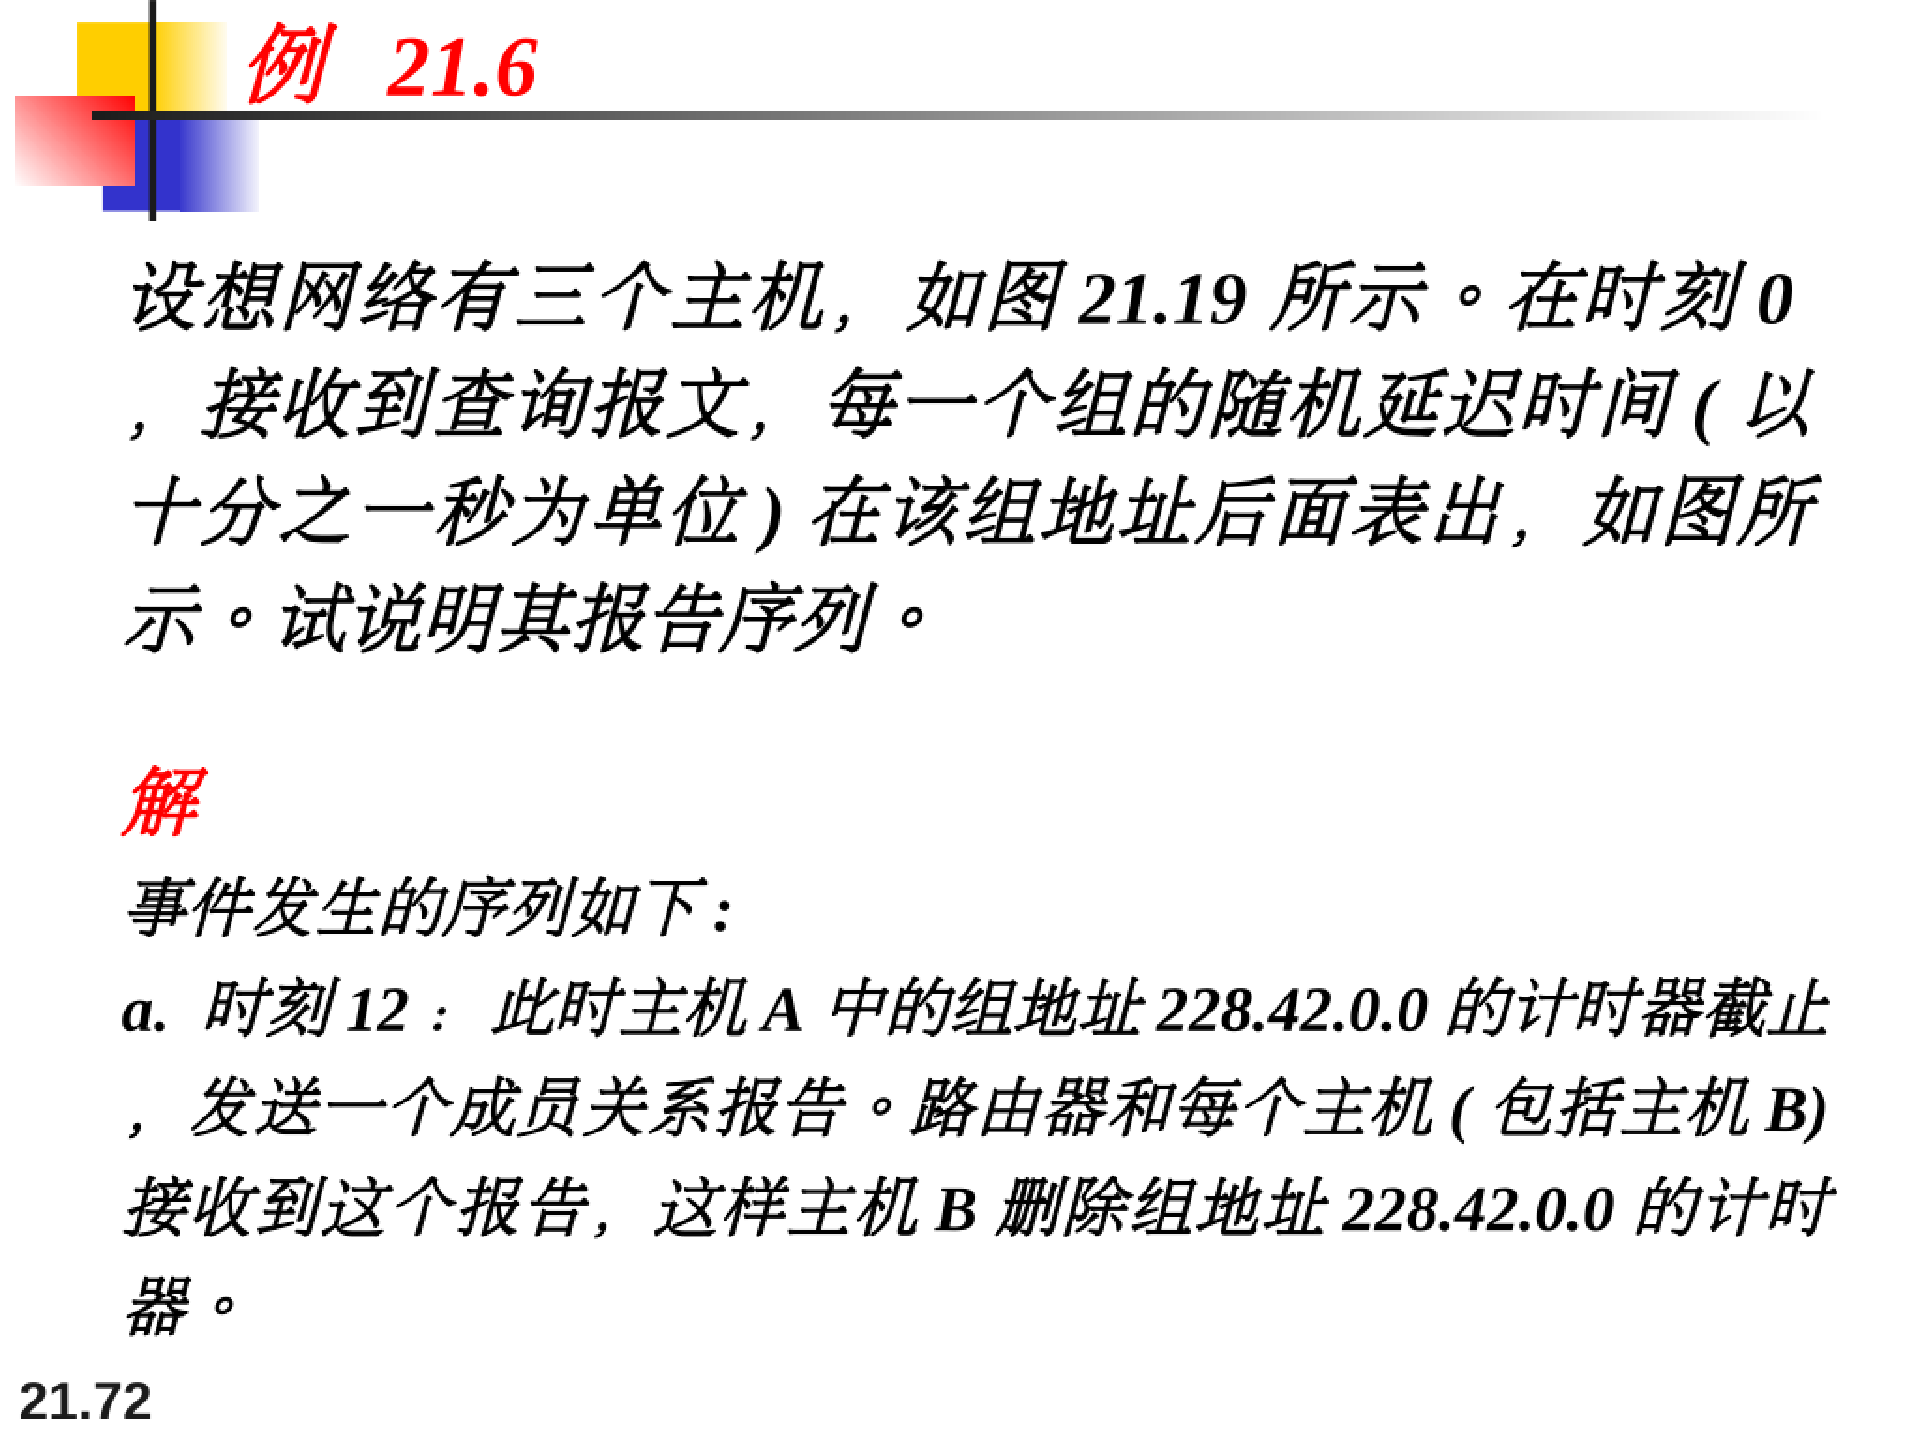 例 21.6
设想网络有三个主机，如图 21.19 所示。在时刻 0
，接收到查询报文，每一个组的随机延迟时间 ( 以
十分之一秒为单位 ) 在该组地址后面表出，如图所
示。试说明其报告序列。
解
事件发生的序列如下 :
a. 时刻 12 ：此时主机 A 中的组地址 228.42.0.0 的计时器截止
，发送一个成员关系报告。路由器和每个主机 ( 包括主机 B)
接收到这个报告，这样主机 B 删除组地址 228.42.0.0 的计时
器。
21.72